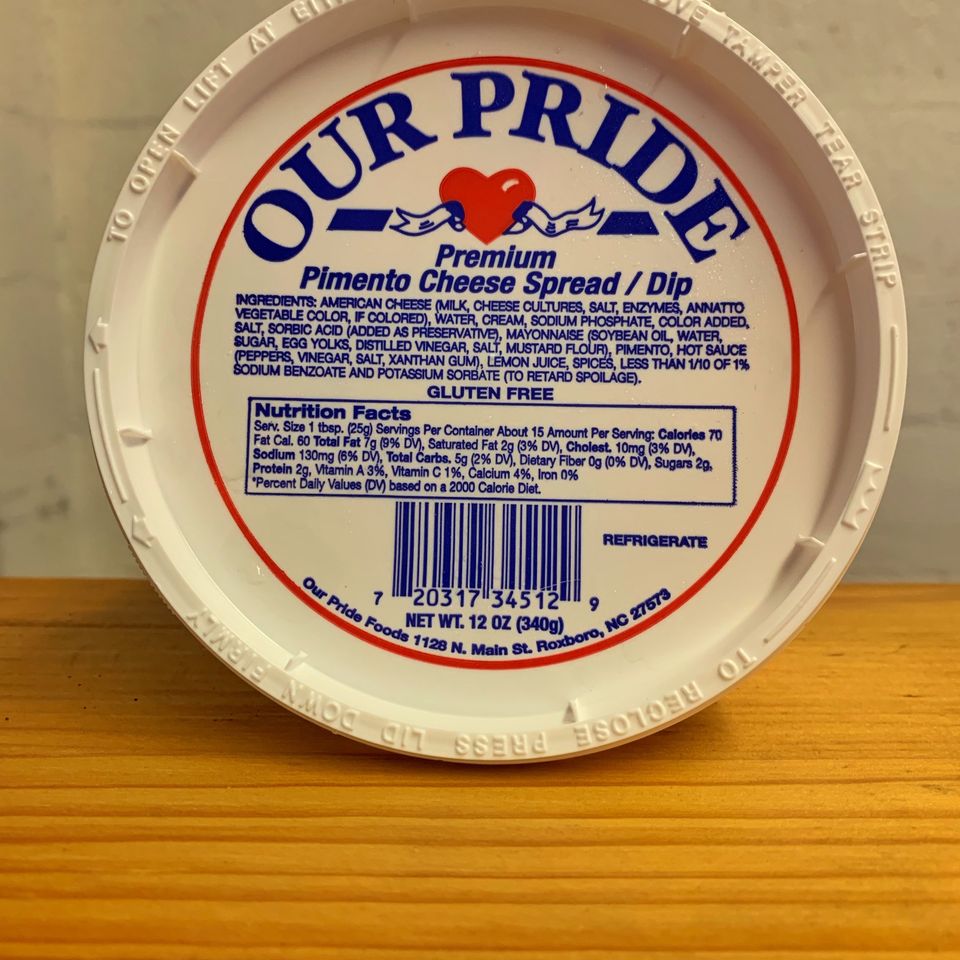 TO OPEN LIFT AT
TAMPER TEAR STRIP
OUR PRIDE
Premium
Pimento Cheese Spread / Dip
INGREDIENTS: AMERICAN CHEESE (MILK, CHEESE CULTURES, SALT, ENZYMES, ANNATTO
VEGETABLE COLOR, IF COLORED), WATER, CREAM, SODIUM PHOSPHATE, COLOR ADDED,
SALT, SORBIC ACID (ADDED AS PRESERVATIVE), MAYONNAISE (SOYBEAN OIL, WATER,
SUGAR, EGG YOLKS, DISTILLED VINEGAR, SALT, MUSTARD FLOUR), PIMENTO, HOT SAUCE
(PEPPERS, VINEGAR, SALT, XANTHAN GUM), LEMON JUICE, SPICES, LESS THAN 1/10 OF 1%
SODIUM BENZOATE AND POTASSIUM SORBATE (TO RETARD SPOILAGE).
GLUTEN FREE
Nutrition Facts
Serv. Size 1 tbsp. (25g) Servings Per Container About 15 Amount Per Serving: Calories 70
Fat Cal. 60 Total Fat 7g (9% DV), Saturated Fat 2g (3% DV), Cholest. 10mg (3% DV),
Sodium 130mg (6% DV), Total Carbs. 5g (2% DV), Dietary Fiber 0g (0% DV), Sugars 2g,
Protein 2g, Vitamin A 3%, Vitamin C 1%, Calcium 4%, Iron 0%
*Percent Daily Values (DV) based on a 2000 Calorie Diet.
REFRIGERATE
7 20317 34512 9
NET WT. 12 OZ (340g)
Our Pride Foods 1128 N. Main St. Roxboro, NC 27573
TO RECLOSE PRESS LID DOWN FIRMLY